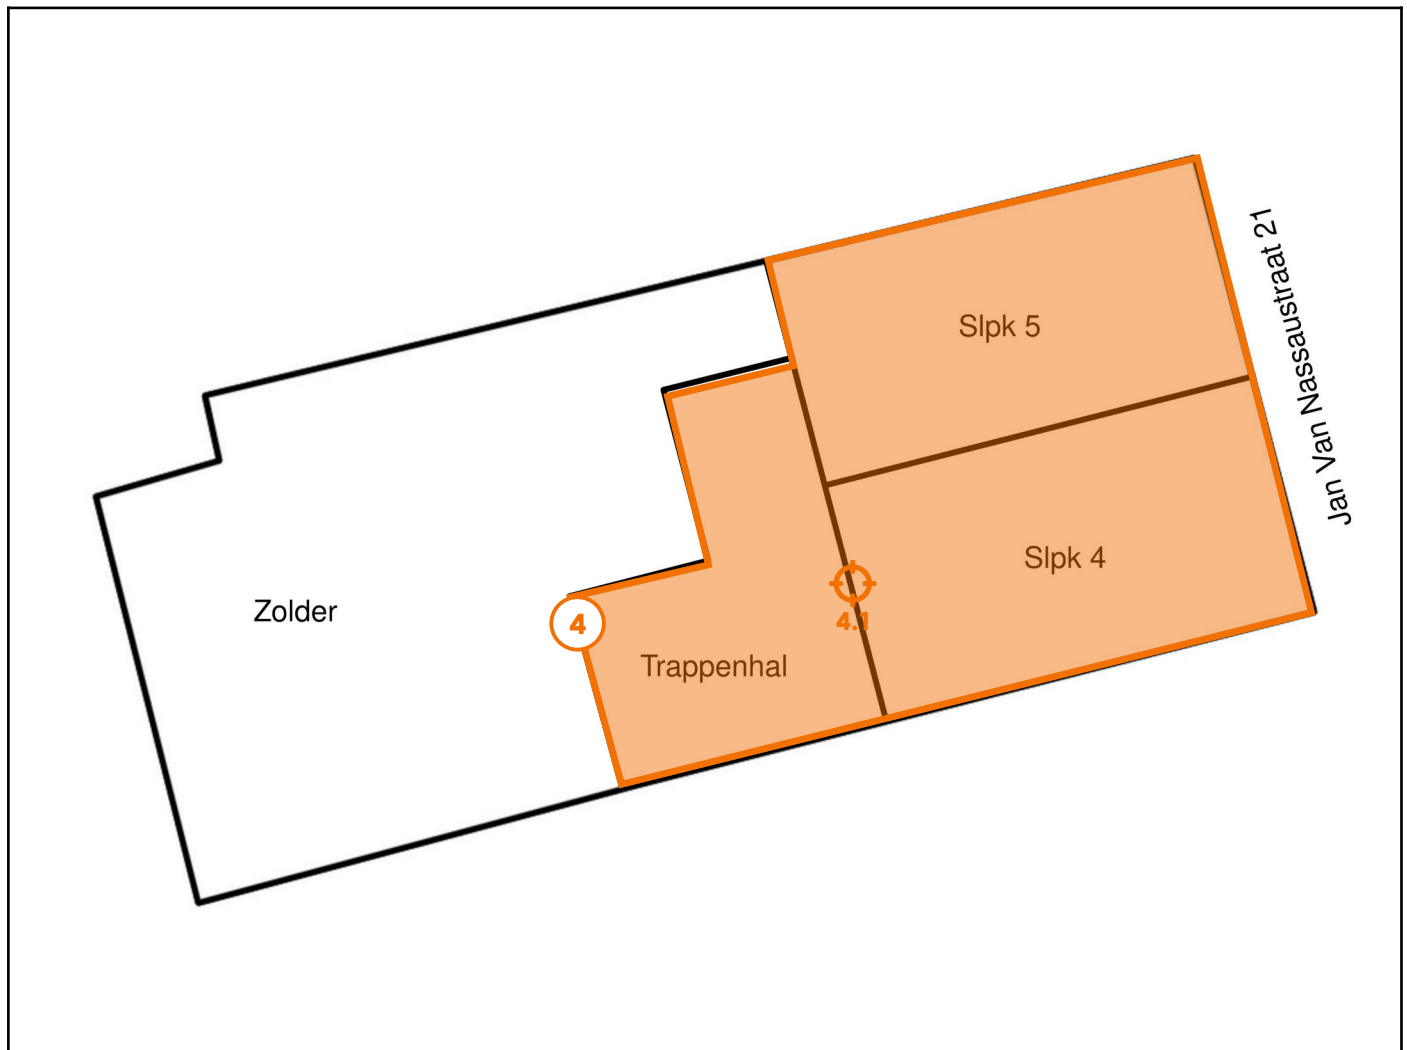 Jan Van Nassaustraat 21
Slpk 5
Slpk 4
4.1
4
Zolder
Trappenhal